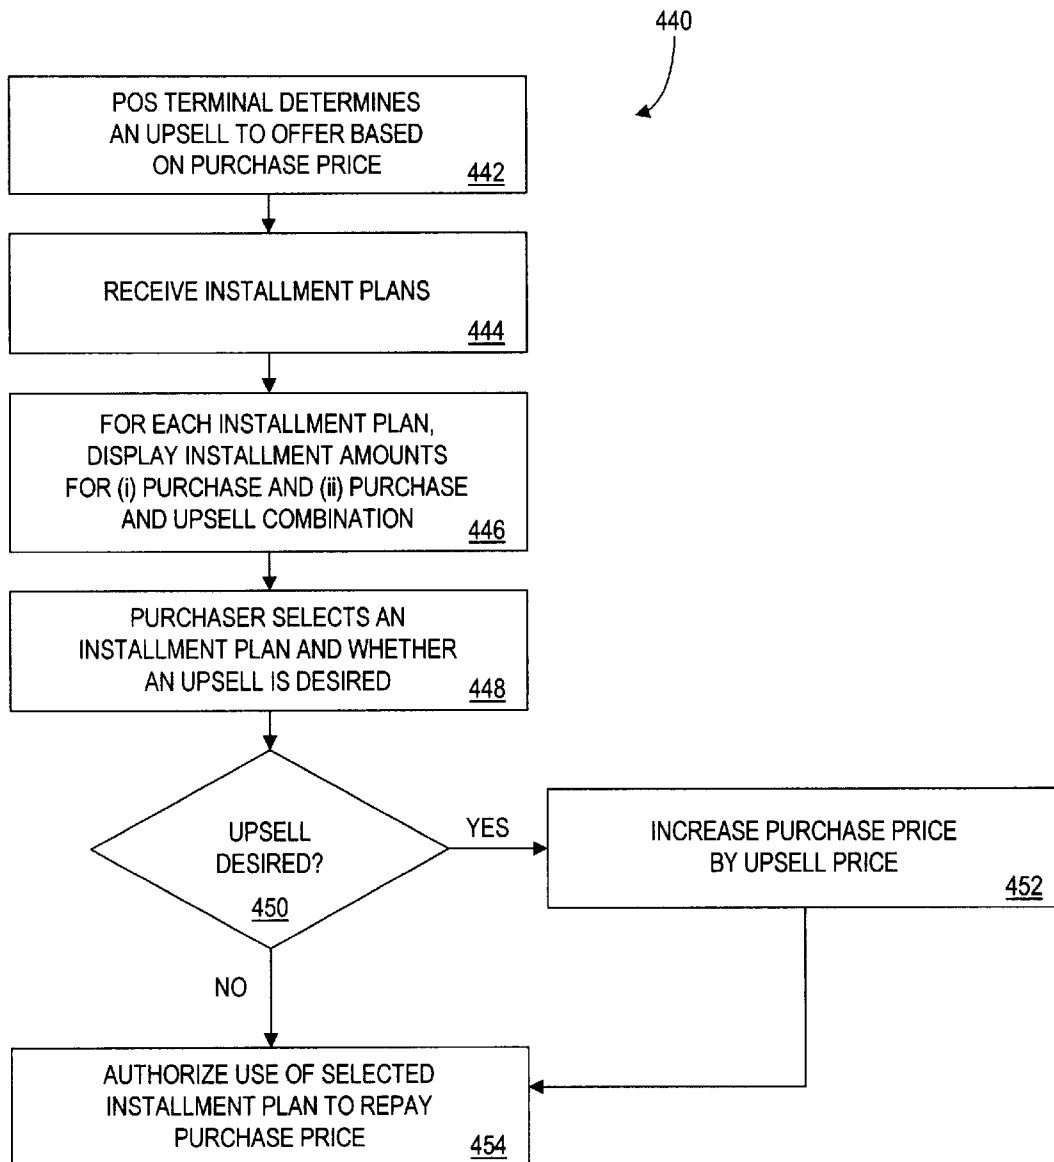 440
POS TERMINAL DETERMINES
AN UPSELL TO OFFER BASED
ON PURCHASE PRICE
442
RECEIVE INSTALLMENT PLANS
444
FOR EACH INSTALLMENT PLAN,
DISPLAY INSTALLMENT AMOUNTS
FOR (i) PURCHASE AND (ii) PURCHASE
AND UPSELL COMBINATION
446
PURCHASER SELECTS AN
INSTALLMENT PLAN AND WHETHER
AN UPSELL IS DESIRED
448
UPSELL
DESIRED?
450
YES
INCREASE PURCHASE PRICE
BY UPSELL PRICE
452
NO
AUTHORIZE USE OF SELECTED
INSTALLMENT PLAN TO REPAY
PURCHASE PRICE
454